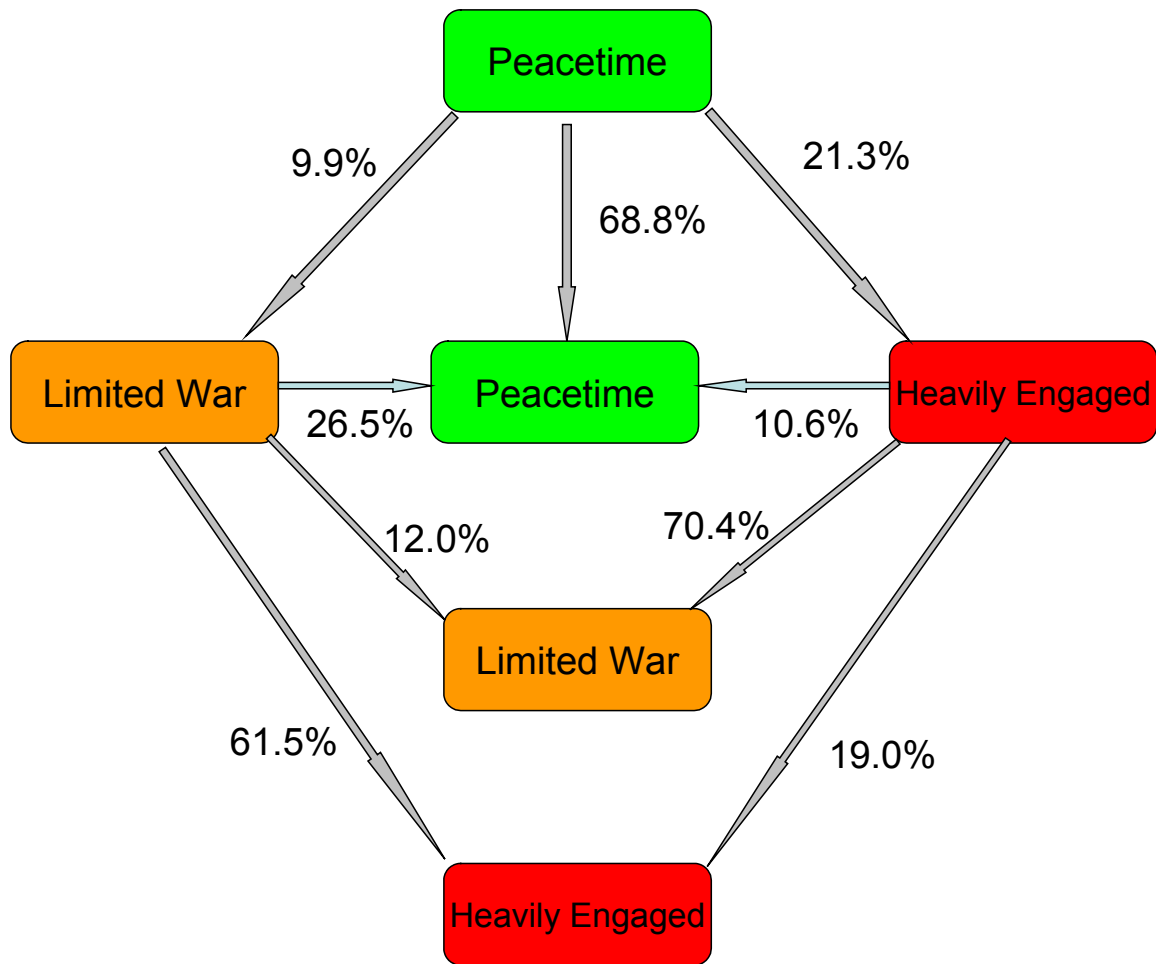 Peacetime
9.9%
21.3%
68.8%
Limited War
Peacetime
Heavily Engaged
26.5%
10.6%
12.0%
70.4%
Limited War
61.5%
19.0%
Heavily Engaged